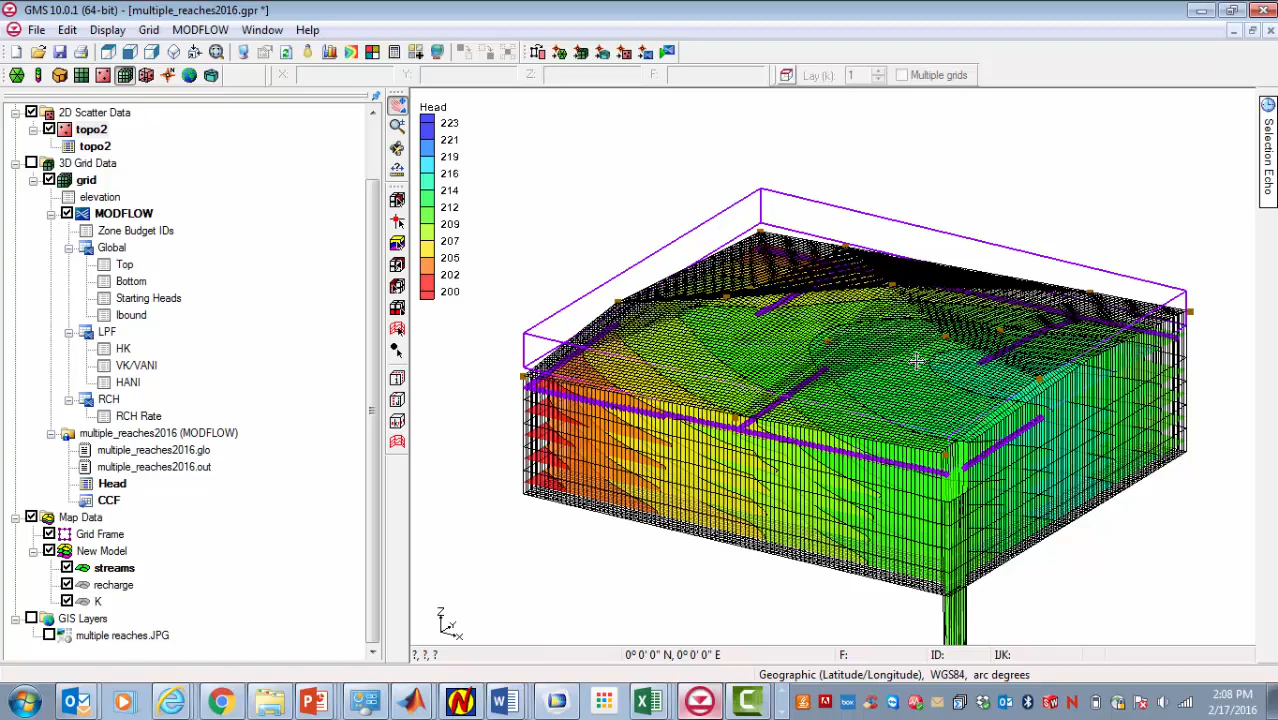 GMS 10.0.1 (64-bit) - [multiple_reaches2016.gpr *]
File Edit Display Grid MODFLOW Window Help
X: Y: Z: F: Lay (k): 1 Multiple grids
2D Scatter Data
topo2
topo2
3D Grid Data
grid
elevation
MODFLOW
Zone Budget IDs
Global
Top
Bottom
Starting Heads
Ibound
LPF
HK
VK/VANI
HANI
RCH
RCH Rate
multiple_reaches2016 (MODFLOW)
multiple_reaches2016.glo
multiple_reaches2016.out
Head
CCF
Map Data
Grid Frame
New Model
streams
recharge
K
GIS Layers
multiple reaches.JPG
Head
223
221
219
216
214
212
209
207
205
202
200
Z
Y
X
Selection Echo
?, ?, ? 0° 0' 0" N, 0° 0' 0" E F: ID: IJK:
Geographic (Latitude/Longitude), WGS84, arc degrees
2:08 PM
2/17/2016